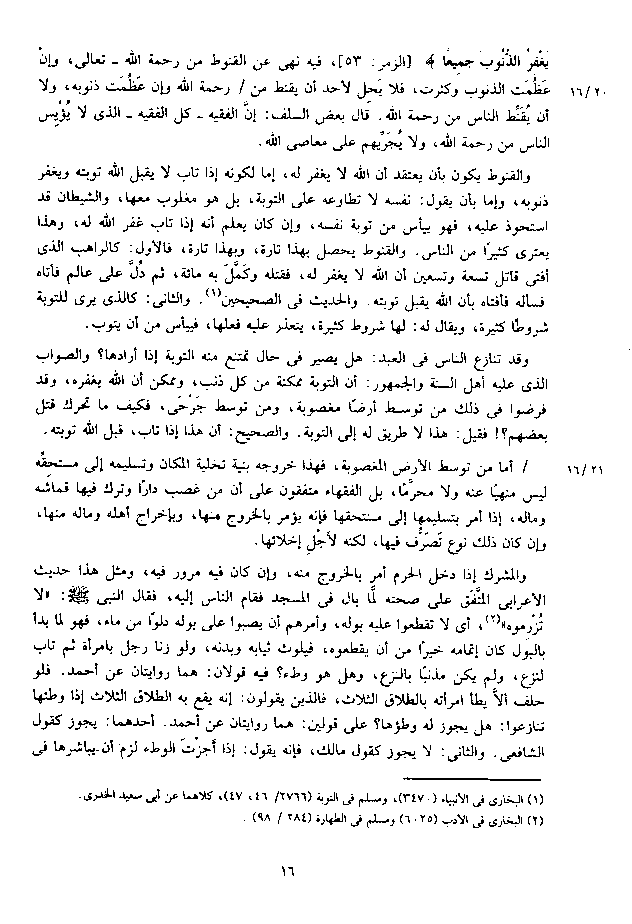 يَغْفِرُ الذُّنُوبَ جَمِيعًا ﴾ [الزمر: ٥٣]، فيه نهى عن القنوط من رحمة الله ـ تعالى، وإنْ
١٦/٢٠ عَظُمَت الذنوب وكثرت، فلا يَحِل لأحد أن يقنط من / رحمة الله وإن عَظُمَت ذنوبه، ولا
أن يُقَنِّط الناس من رحمة الله. قال بعض السلف: إنَّ الفقيه ـ كل الفقيه ـ الذى لا يُؤْيِس
الناس من رحمة الله، ولا يُجَرِّيهم على معاصى الله.
والقنوط يكون بأن يعتقد أن الله لا يغفر له، إما لكونه إذا تاب لا يقبل الله توبته ويغفر
ذنوبه، وإما بأن يقول: نفسه لا تطاوعه على التوبة، بل هو مغلوب معها، والشيطان قد
استحوذ عليه، فهو ييأس من توبة نفسه، وإن كان يعلم أنه إذا تاب غفر الله له، وهذا
يعترى كثيرًا من الناس. والقنوط يحصل بهذا تارة، وبهذا تارة، فالأول: كالراهب الذى
أفتى قاتل تسعة وتسعين أن الله لا يغفر له، فقتله وكَمَّلَ به مائة، ثم دُلَّ على عالم فأتاه
فسأله فأفتاه بأن الله يقبل توبته. والحديث فى الصحيحين(١). والثانى: كالذى يرى للتوبة
شروطًا كثيرة، ويقال له: لها شروط كثيرة، يتعذر عليه فعلها، فييأس من أن يتوب.
وقد تنازع الناس فى العبد: هل يصير فى حال تمتنع منه التوبة إذا أرادها؟ والصواب
الذى عليه أهل السنة والجمهور: أن التوبة ممكنة من كل ذنب، وممكن أن الله يغفره، وقد
فرضوا فى ذلك من توسط أرضًا مغصوبة، ومن توسط جَرْحَى، فكيف ما تحرك قتل
بعضهم؟! فقيل: هذا لا طريق له إلى التوبة. والصحيح: أن هذا إذا تاب، قبل الله توبته.
١٦/٢١ / أما من توسط الأرض المغصوبة، فهذا خروجه بنية تخلية المكان وتسليمه إلى مستحقِّه
ليس منهيًا عنه ولا محرَّمًا، بل الفقهاء متفقون على أن من غصب دارًا وترك فيها قماشه
وماله، إذا أمر بتسليمها إلى مستحقها فإنه يؤمر بالخروج منها، وبإخراج أهله وماله منها،
وإن كان ذلك نوع تَصَرُّف فيها، لكنه لأجْلِ إخلائها.
والمشرك إذا دخل الحرم أمر بالخروج منه، وإن كان فيه مرور فيه، ومثل هذا حديث
الأعرابى المتَّفَق على صحته لمَّا بال فى المسجد فقام الناس إليه، فقال النبى ﷺ: «لا
تُزْرِموه»(٢)، أى لا تقطعوا عليه بوله، وأمرهم أن يصبوا على بوله دلوًا من ماء، فهو لما بدأ
بالبول كان إتمامه خيرًا من أن يقطعوه، فيلوث ثيابه وبدنه، ولو زنا رجل بامرأة ثم تاب
لنزع، ولم يكن مذنبًا بالنزع، وهل هو وطء؟ فيه قولان: هما روايتان عن أحمد. فلو
حلف ألاَّ يطأ امرأته بالطلاق الثلاث، فالذين يقولون: إنه يقع به الطلاق الثلاث إذا وطئها
تنازعوا: هل يجوز له وطؤها؟ على قولين: هما روايتان عن أحمد. أحدهما: يجوز كقول
الشافعى. والثانى: لا يجوز كقول مالك، فإنه يقول: إذا أجزتَ الوطء لزم أن يباشرها فى
(١) البخارى فى الأنبياء (٣٤٧٠)، ومسلم فى التوبة (٢٧٦٦/ ٤٦، ٤٧)، كلاهما عن أبى سعيد الخدرى.
(٢) البخارى فى الأدب (٦٠٢٥) ومسلم فى الطهارة (٢٨٤ / ٩٨) .
١٦